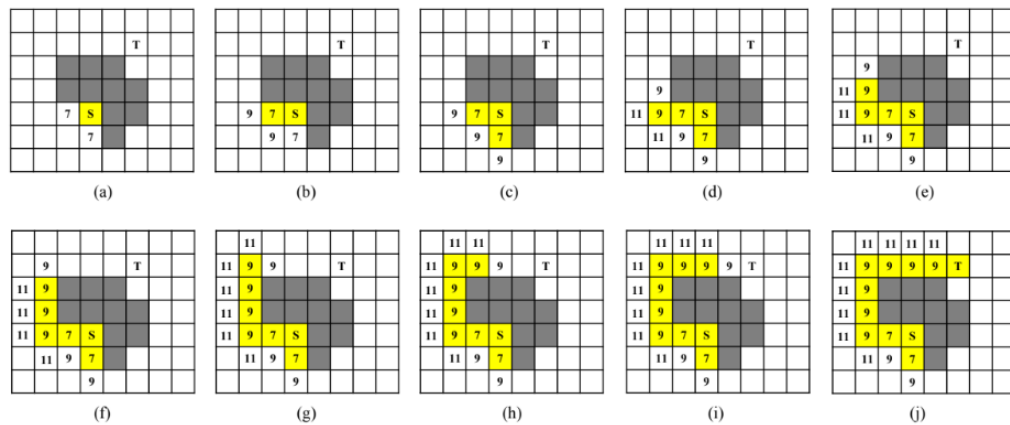 T
7 S
7
(a)
T
9 7 S
9 7
(b)
T
9 7 S
9 7
9
(c)
T
9
11 9 7 S
11 9 7
9
(d)
T
9
11 9
11 9 7 S
11 9 7
9
(e)
9 T
11 9
11 9
11 9 7 S
11 9 7
9
(f)
11
11 9 9 T
11 9
11 9
11 9 7 S
11 9 7
9
(g)
11 11
11 9 9 9 T
11 9
11 9
11 9 7 S
11 9 7
9
(h)
11 11 11
11 9 9 9 9 T
11 9
11 9
11 9 7 S
11 9 7
9
(i)
11 11 11 11
11 9 9 9 9 T
11 9
11 9
11 9 7 S
11 9 7
9
(j)